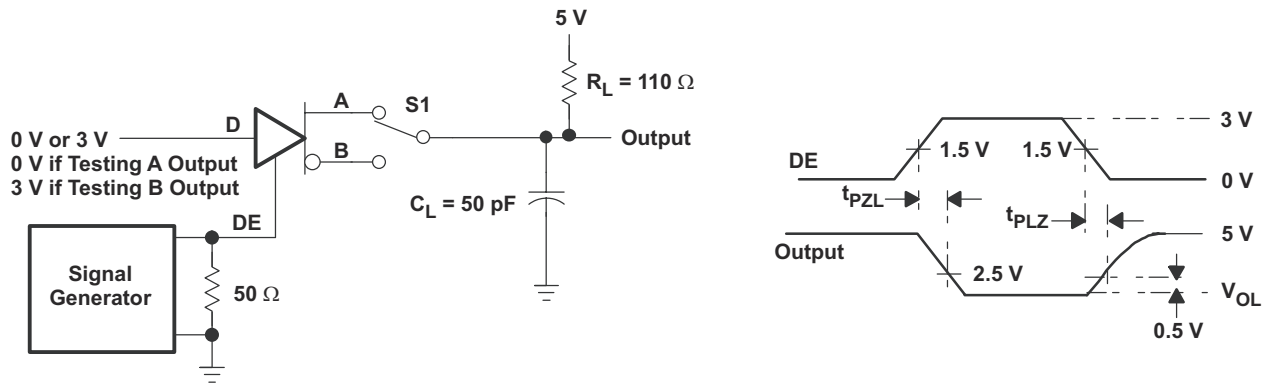 5 V
R_L = 110 Ω
A
S1
D
0 V or 3 V
Output
B
0 V if Testing A Output
3 V if Testing B Output
C_L = 50 pF
DE
Signal
Generator
50 Ω
3 V
DE
1.5 V
1.5 V
0 V
t_PZL
t_PLZ
5 V
Output
2.5 V
V_OL
0.5 V